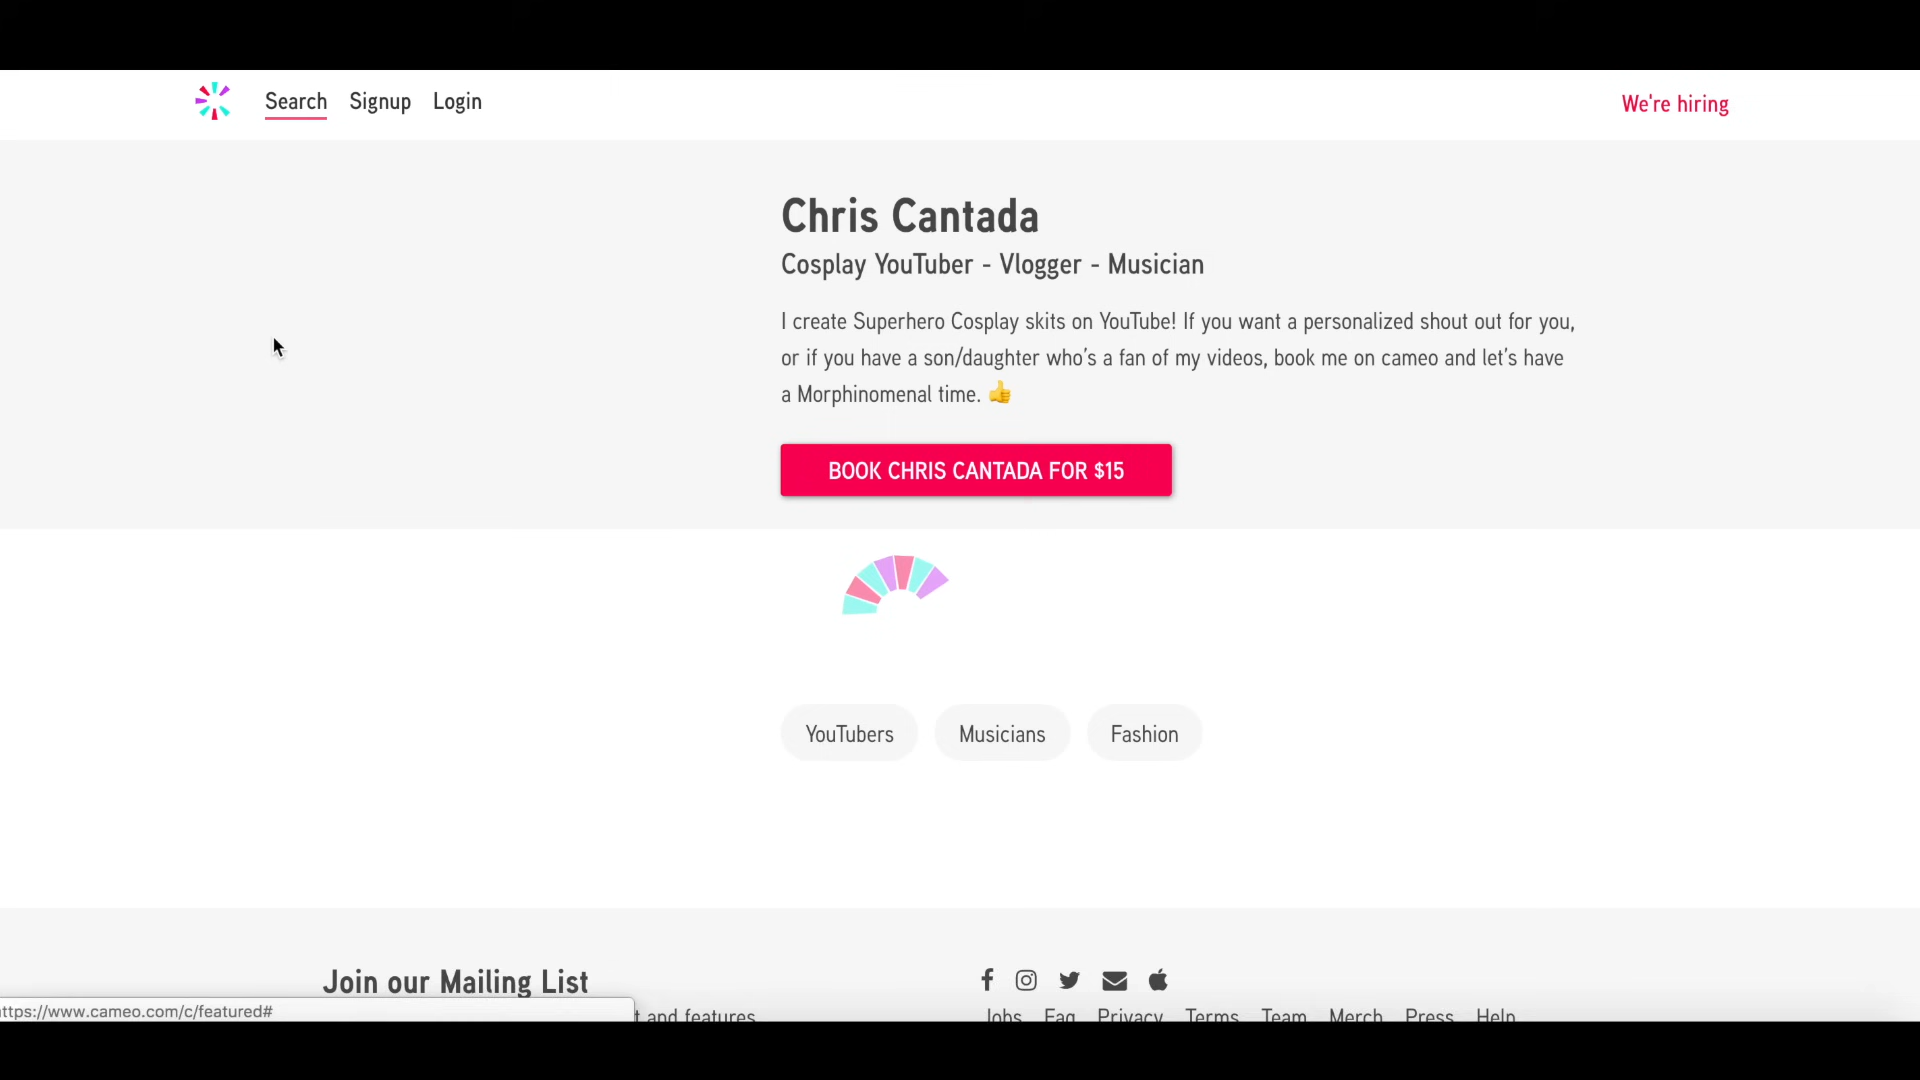 Search Signup Login
We're hiring
Chris Cantada
Cosplay YouTuber - Vlogger - Musician
I create Superhero Cosplay skits on YouTube! If you want a personalized shout out for you,
or if you have a son/daughter who's a fan of my videos, book me on cameo and let's have
a Morphinomenal time. 👍
BOOK CHRIS CANTADA FOR $15
YouTubers Musicians Fashion
Join our Mailing List
ttps://www.cameo.com/c/featured#
t and features
Jobs Faq Privacy Terms Team Merch Press Help